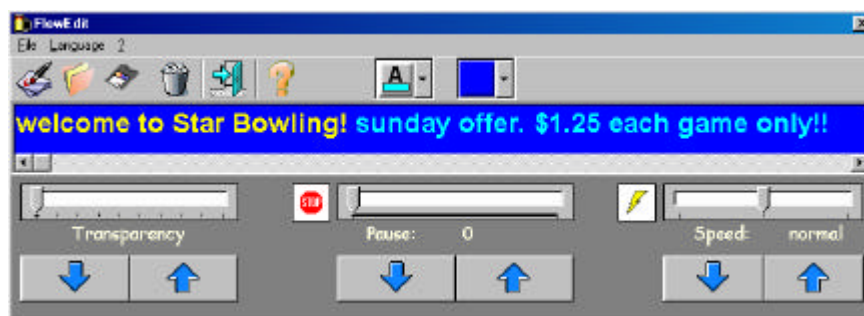 FlowEdit
File Language ?
A
welcome to Star Bowling! sunday offer. $1.25 each game only!!
STOP
Transparency Pause: 0 Speed: normal